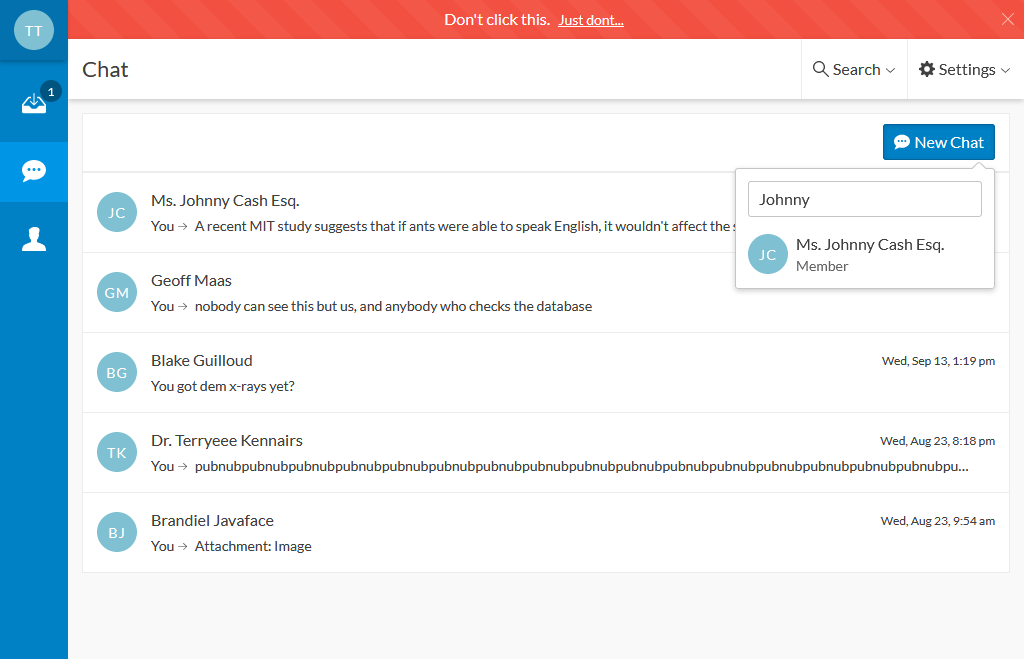 TT
Don't click this. Just dont...
1
Chat
Search
Settings
New Chat
Johnny
JC
Ms. Johnny Cash Esq.
Member
JC
Ms. Johnny Cash Esq.
You → A recent MIT study suggests that if ants were able to speak English, it wouldn't affect the
GM
Geoff Maas
You → nobody can see this but us, and anybody who checks the database
BG
Blake Guilloud
Wed, Sep 13, 1:19 pm
You got dem x-rays yet?
TK
Dr. Terryeee Kennairs
Wed, Aug 23, 8:18 pm
You → pubnubpubnubpubnubpubnubpubnubpubnubpubnubpubnubpubnubpubnubpubnubpubnubpubnubpubnubpubnubpubnubpu...
BJ
Brandiel Javaface
Wed, Aug 23, 9:54 am
You → Attachment: Image